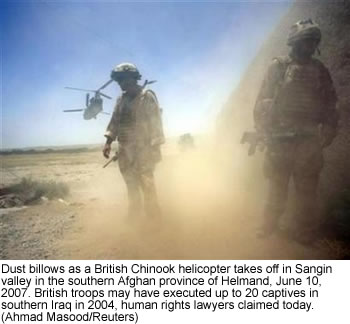 Dust billows as a British Chinook helicopter takes off in Sangin
valley in the southern Afghan province of Helmand, June 10,
2007. British troops may have executed up to 20 captives in
southern Iraq in 2004, human rights lawyers claimed today.
(Ahmad Masood/Reuters)